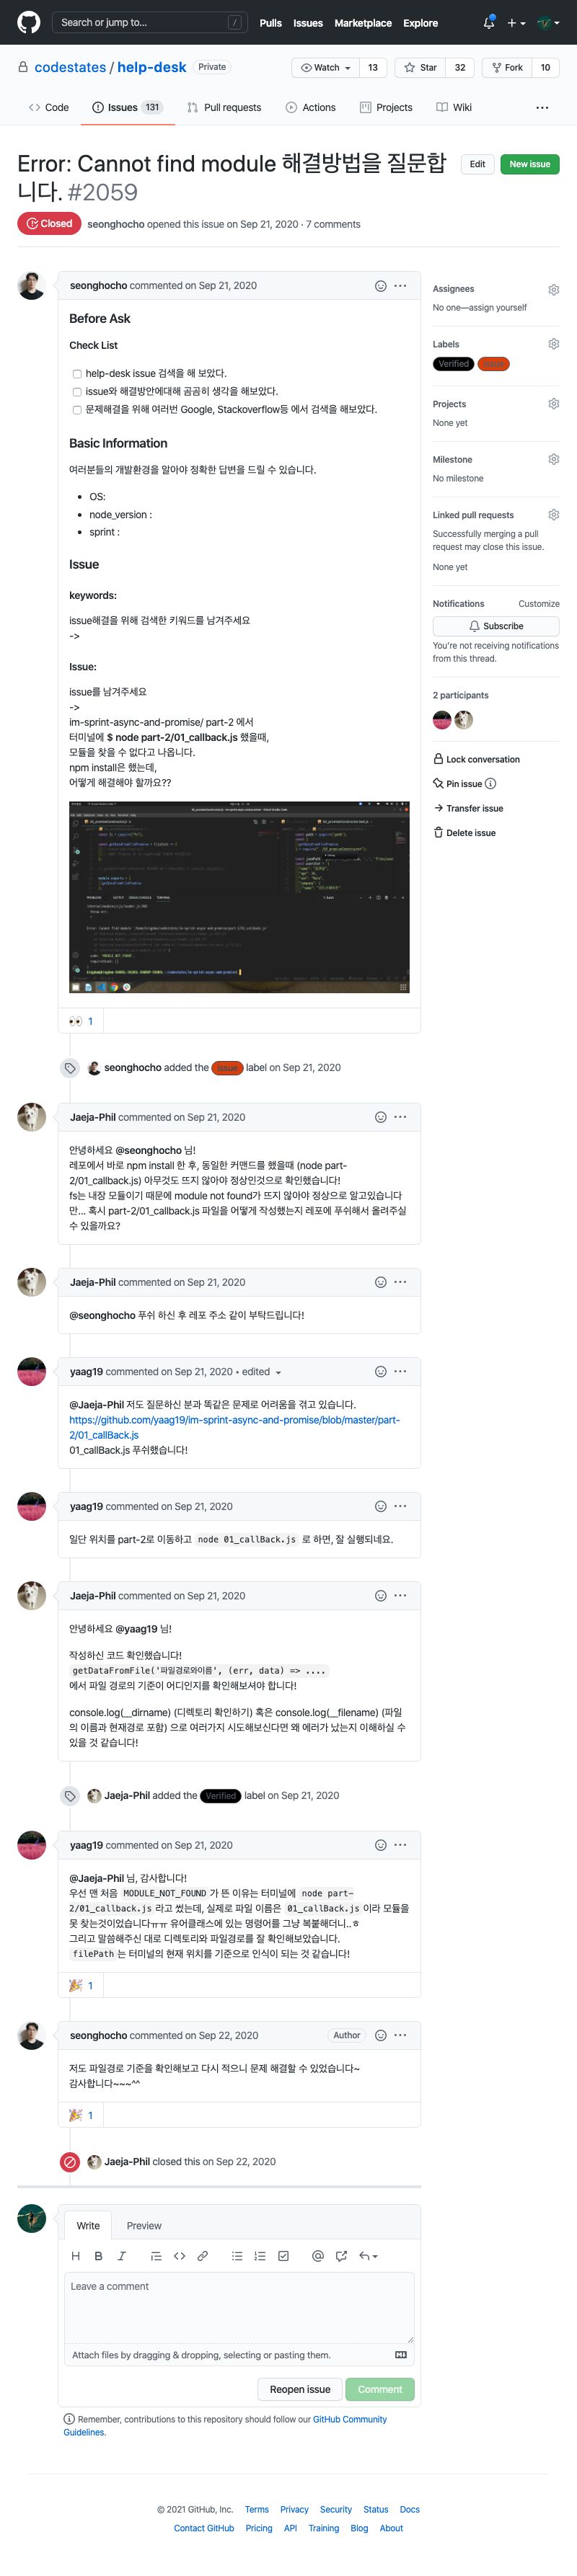 Search or jump to... /
Pulls Issues Marketplace Explore
codestates / help-desk Private
Watch 13 Star 32 Fork 10
Code Issues 131 Pull requests Actions Projects Wiki ...
Error: Cannot find module 해결방법을 질문합
니다. #2059
Edit New issue
Closed seonghocho opened this issue on Sep 21, 2020 · 7 comments
seonghocho commented on Sep 21, 2020
Before Ask
Check List
help-desk issue 검색을 해 보았다.
issue와 해결방안에대해 곰곰히 생각을 해보았다.
문제해결을 위해 여러번 Google, Stackoverflow등 에서 검색을 해보았다.
Basic Information
여러분들의 개발환경을 알아야 정확한 답변을 드릴 수 있습니다.
• OS:
• node_version :
• sprint :
Issue
keywords:
issue해결을 위해 검색한 키워드를 남겨주세요
->
Issue:
issue를 남겨주세요
->
im-sprint-async-and-promise/ part-2 에서
터미널에 $ node part-2/01_callback.js 했을때,
모듈을 찾을 수 없다고 나옵니다.
npm install은 했는데,
어떻게 해결해야 할까요??
👀 1
Assignees
No one—assign yourself
Labels
Verified issue
Projects
None yet
Milestone
No milestone
Linked pull requests
Successfully merging a pull
request may close this issue.
None yet
Notifications Customize
Subscribe
You're not receiving notifications
from this thread.
2 participants
Lock conversation
Pin issue
Transfer issue
Delete issue
seonghocho added the issue label on Sep 21, 2020
Jaeja-Phil commented on Sep 21, 2020
안녕하세요 @seonghocho 님!
레포에서 바로 npm install 한 후, 동일한 커맨드를 했을때 (node part-
2/01_callback.js) 아무것도 뜨지 않아야 정상인것으로 확인했습니다!
fs는 내장 모듈이기 때문에 module not found가 뜨지 않아야 정상으로 알고있습니다
만... 혹시 part-2/01_callback.js 파일을 어떻게 작성했는지 레포에 푸쉬해서 올려주실
수 있을까요?
Jaeja-Phil commented on Sep 21, 2020
@seonghocho 푸쉬 하신 후 레포 주소 같이 부탁드립니다!
yaag19 commented on Sep 21, 2020 • edited
@Jaeja-Phil 저도 질문하신 분과 똑같은 문제로 어려움을 겪고 있습니다.
https://github.com/yaag19/im-sprint-async-and-promise/blob/master/part-
2/01_callBack.js
01_callBack.js 푸쉬했습니다!
yaag19 commented on Sep 21, 2020
일단 위치를 part-2로 이동하고 node 01_callBack.js 로 하면, 잘 실행되네요.
Jaeja-Phil commented on Sep 21, 2020
안녕하세요 @yaag19 님!
작성하신 코드 확인했습니다!
getDataFromFile('파일경로와이름', (err, data) => ....
에서 파일 경로의 기준이 어디인지를 확인해보셔야 합니다!
console.log(__dirname) (디렉토리 확인하기) 혹은 console.log(__filename) (파일
의 이름과 현재경로 포함) 으로 여러가지 시도해보신다면 왜 에러가 났는지 이해하실 수
있을 것 같습니다!
Jaeja-Phil added the Verified label on Sep 21, 2020
yaag19 commented on Sep 21, 2020
@Jaeja-Phil 님, 감사합니다!
우선 맨 처음 MODULE_NOT_FOUND 가 뜬 이유는 터미널에 node part-
2/01_callback.js 라고 썼는데, 실제로 파일 이름은 01_callBack.js 이라 모듈을
못 찾는것이었습니다ㅠㅠ 유어클래스에 있는 명령어를 그냥 복붙해더니..ㅎ
그리고 말씀해주신 대로 디렉토리와 파일경로를 잘 확인해보았습니다.
filePath 는 터미널의 현재 위치를 기준으로 인식이 되는 것 같습니다!
🎉 1
seonghocho commented on Sep 22, 2020 Author
저도 파일경로 기준을 확인해보고 다시 적으니 문제 해결할 수 있었습니다~
감사합니다~~~^^
🎉 1
Jaeja-Phil closed this on Sep 22, 2020
Write Preview
Leave a comment
Attach files by dragging & dropping, selecting or pasting them.
Reopen issue Comment
Remember, contributions to this repository should follow our GitHub Community
Guidelines.
© 2021 GitHub, Inc. Terms Privacy Security Status Docs
Contact GitHub Pricing API Training Blog About